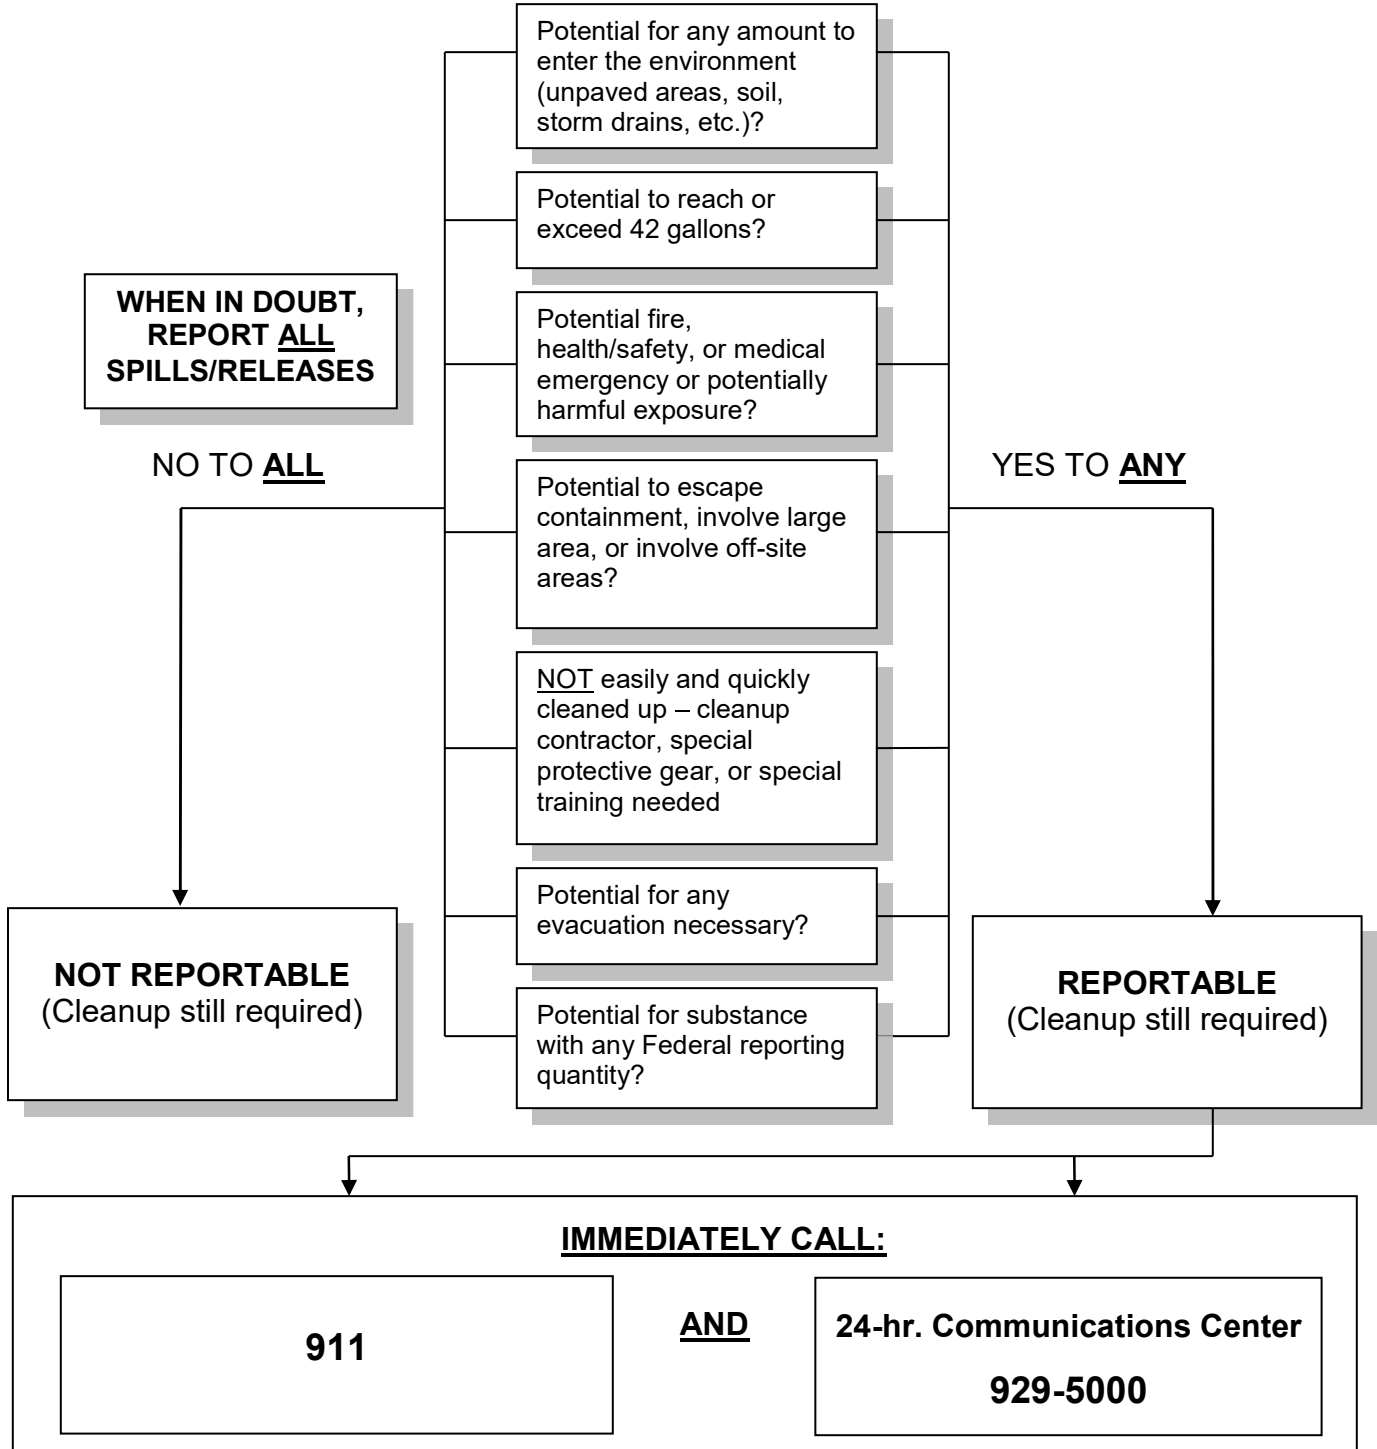 Potential for any amount to
enter the environment
(unpaved areas, soil,
storm drains, etc.)?
Potential to reach or
exceed 42 gallons?
WHEN IN DOUBT,
REPORT ALL
SPILLS/RELEASES
Potential fire,
health/safety, or medical
emergency or potentially
harmful exposure?
NO TO ALL
YES TO ANY
Potential to escape
containment, involve large
area, or involve off-site
areas?
NOT easily and quickly
cleaned up – cleanup
contractor, special
protective gear, or special
training needed
Potential for any
evacuation necessary?
NOT REPORTABLE
(Cleanup still required)
REPORTABLE
(Cleanup still required)
Potential for substance
with any Federal reporting
quantity?
IMMEDIATELY CALL:
911
AND
24-hr. Communications Center
929-5000